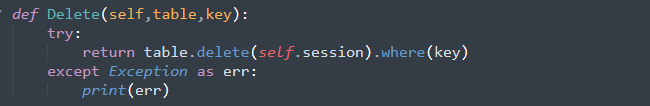 def Delete(self,table,key):
    try:
        return table.delete(self.session).where(key)
    except Exception as err:
        print(err)